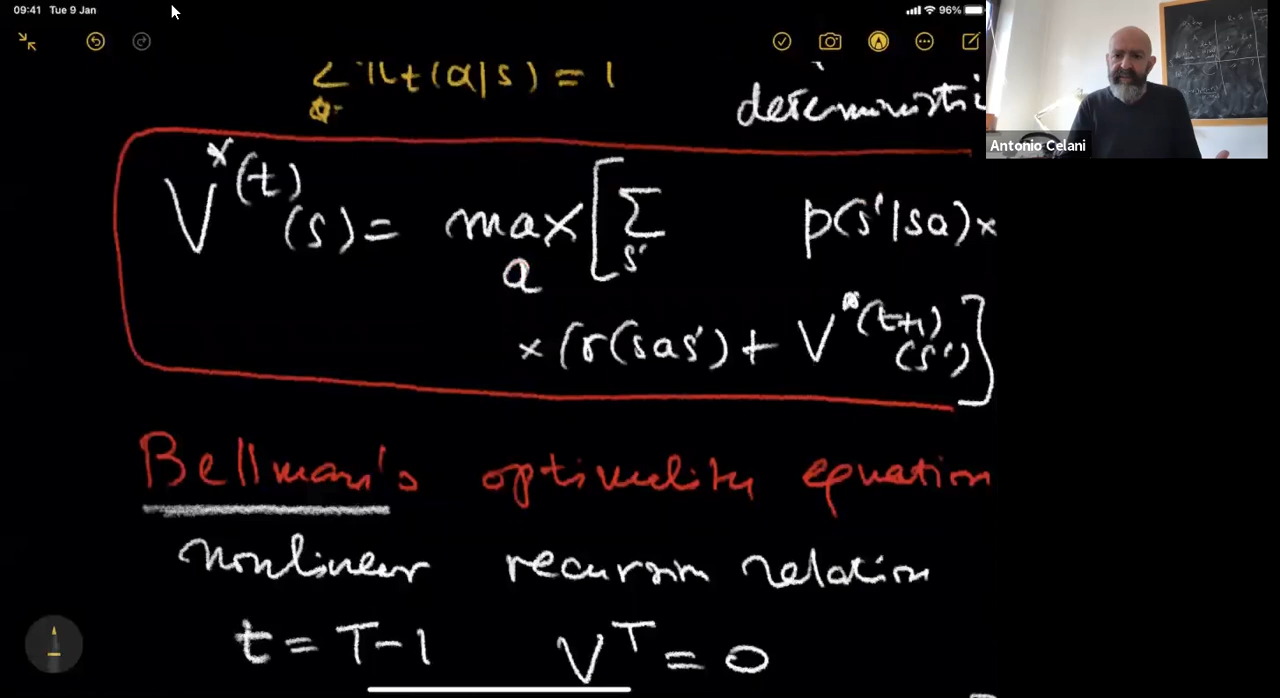 09:41 Tue 9 Jan 96%
Σ π_t(a|s) = 1
a
deterministi
Antonio Celani
V*(t)(s) = max_a [ Σ_s' p(s'|sa) ×
× (r(sas') + V*(t+1)(s') ]
Bellman's optimality equation
nonlinear recursion relation
t = T-1 V^T = 0